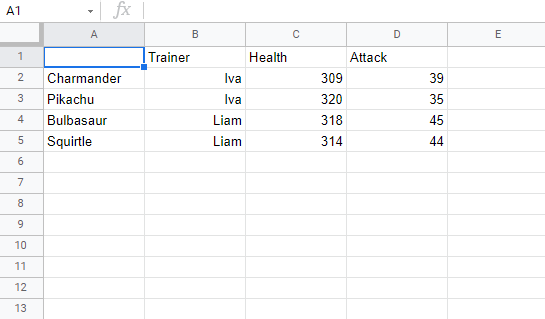 A1 fx
A B C D E
1 Trainer Health Attack
2 Charmander Iva 309 39
3 Pikachu Iva 320 35
4 Bulbasaur Liam 318 45
5 Squirtle Liam 314 44
6
7
8
9
10
11
12
13